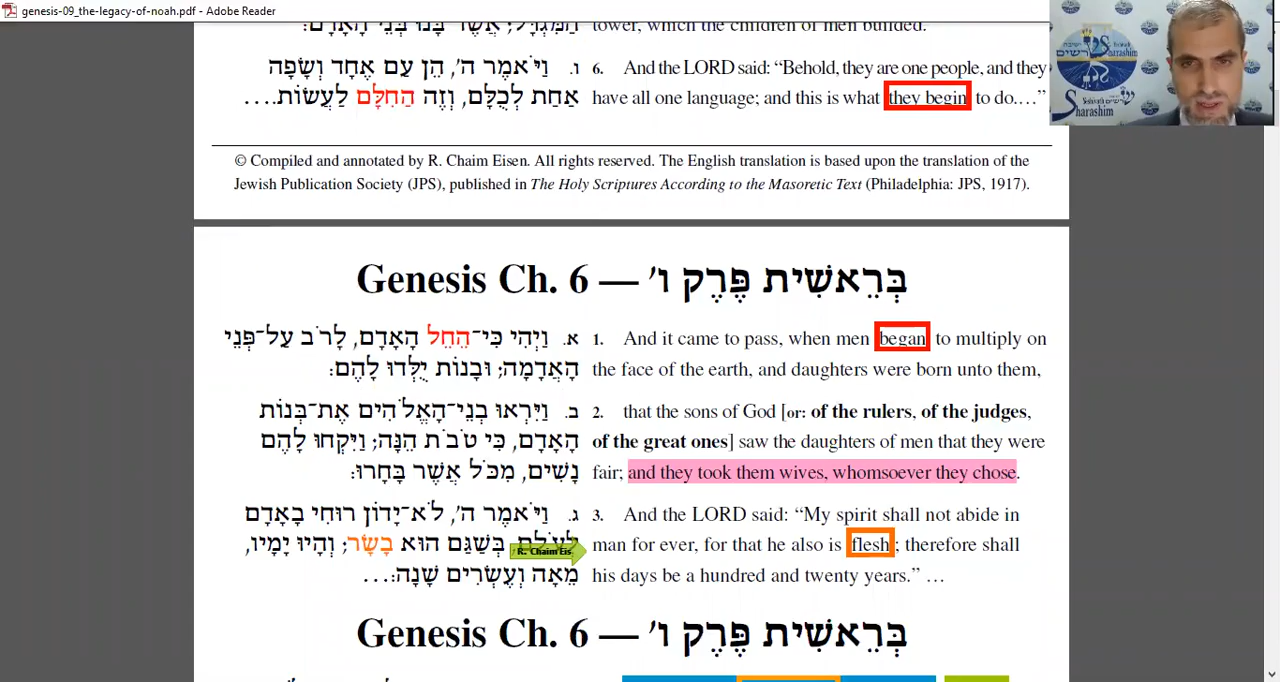 genesis-09_the-legacy-of-noah.pdf - Adobe Reader
Sharashim
Yeshivath
Sharashim
הַמִּגְדָּל; אֲשֶׁר בָּנוּ בְּנֵי הָאָדָם:
tower, which the children of men builded.
ו. וַיֹּאמֶר ה', הֵן עַם אֶחָד וְשָׂפָה
אַחַת לְכֻלָּם, וְזֶה הַחִלָּם לַעֲשׂוֹת....
6. And the LORD said: “Behold, they are one people, and they
have all one language; and this is what they begin to do.…”
© Compiled and annotated by R. Chaim Eisen. All rights reserved. The English translation is based upon the translation of the
Jewish Publication Society (JPS), published in The Holy Scriptures According to the Masoretic Text (Philadelphia: JPS, 1917).
Genesis Ch. 6 — בְּרֵאשִׁית פֶּרֶק ו'
א. וַיְהִי כִּי־הֵחֵל הָאָדָם, לָרֹב עַל־פְּנֵי
הָאֲדָמָה; וּבָנוֹת יֻלְּדוּ לָהֶם:
1. And it came to pass, when men began to multiply on
the face of the earth, and daughters were born unto them,
ב. וַיִּרְאוּ בְנֵי־הָאֱלֹהִים אֶת־בְּנוֹת
הָאָדָם, כִּי טֹבֹת הֵנָּה; וַיִּקְחוּ לָהֶם
נָשִׁים, מִכֹּל אֲשֶׁר בָּחָרוּ:
2. that the sons of God [or: of the rulers, of the judges,
of the great ones] saw the daughters of men that they were
fair; and they took them wives, whomsoever they chose.
ג. וַיֹּאמֶר ה', לֹא־יָדוֹן רוּחִי בָאָדָם
לְעֹלָם, בְּשַׁגַּם הוּא בָשָׂר; וְהָיוּ יָמָיו,
מֵאָה וְעֶשְׂרִים שָׁנָה:...
R. Chaim Eis
3. And the LORD said: “My spirit shall not abide in
man for ever, for that he also is flesh; therefore shall
his days be a hundred and twenty years.” …
Genesis Ch. 6 — בְּרֵאשִׁית פֶּרֶק ו'